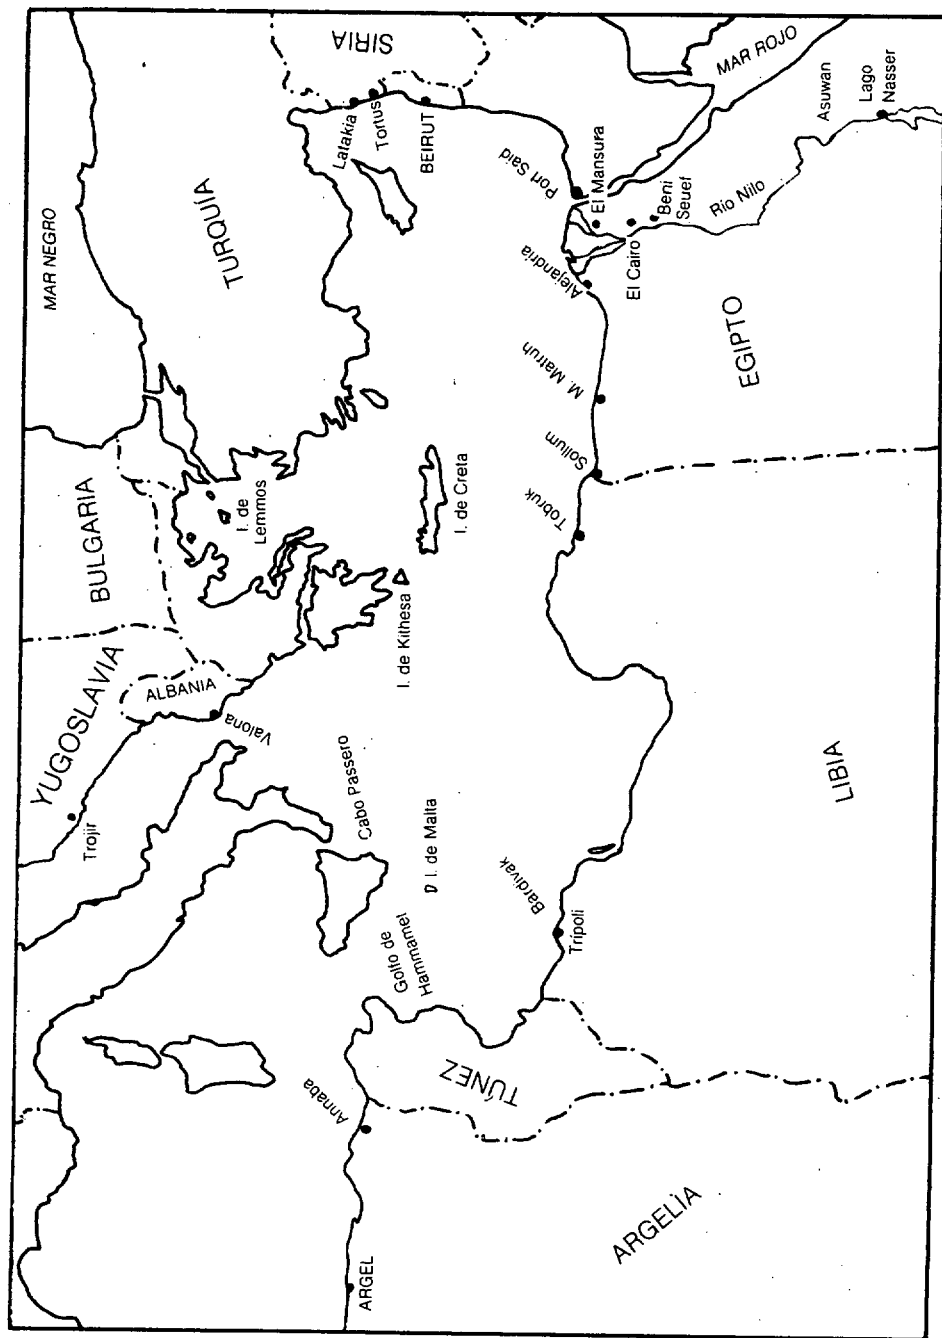 MAR NEGRO
TURQUÍA
SIRIA
BULGARIA
YUGOSLAVIA
ALBANIA
Trojir
Valona
I. de
Lemmos
I. de Creta
I. de Kithesa
Cabo Passero
I. de Malta
Golfo de
Hammamel
Latakia
Tortus
BEIRUT
Port Said
El Mansura
Alejandría
El Cairo
Beni
Seuef
Río Nilo
MAR ROJO
Asuwan
Lago
Nasser
M. Matruh
Sollum
Tobruk
EGIPTO
LIBIA
Bardivak
Trípoli
TÚNEZ
Annaba
ARGEL
ARGELIA